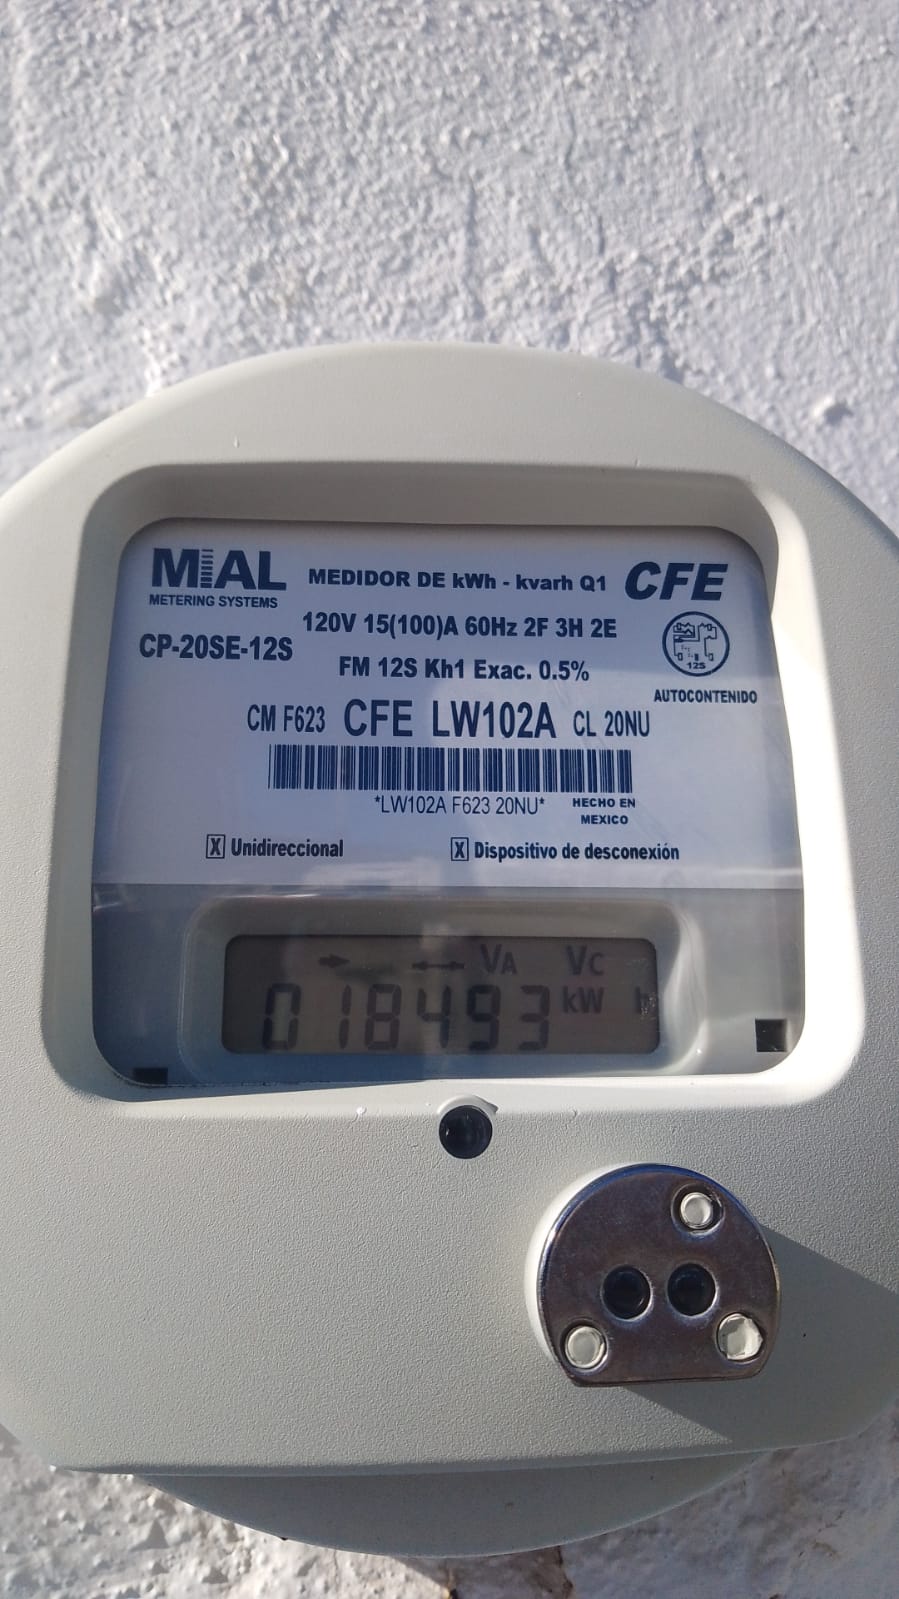 MIAL
METERING SYSTEMS
MEDIDOR DE kWh - kvarh Q1
CFE
120V 15(100)A 60Hz 2F 3H 2E
CP-20SE-12S
FM 12S Kh1 Exac. 0.5%
12S
AUTOCONTENIDO
CM F623 CFE LW102A CL 20NU
*LW102A F623 20NU*
HECHO EN
MEXICO
X Unidireccional
X Dispositivo de desconexión
VA VC
018493 kW h